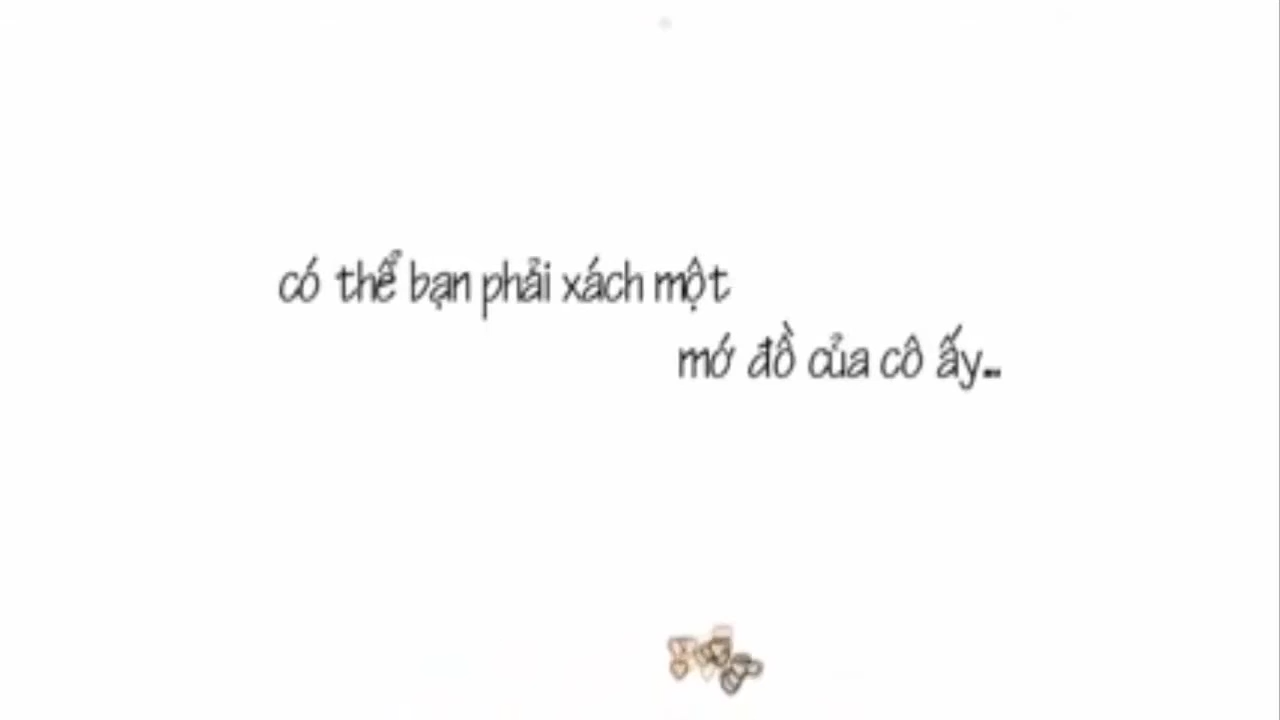 có thể bạn phải xách một
mớ đồ của cô ấy...